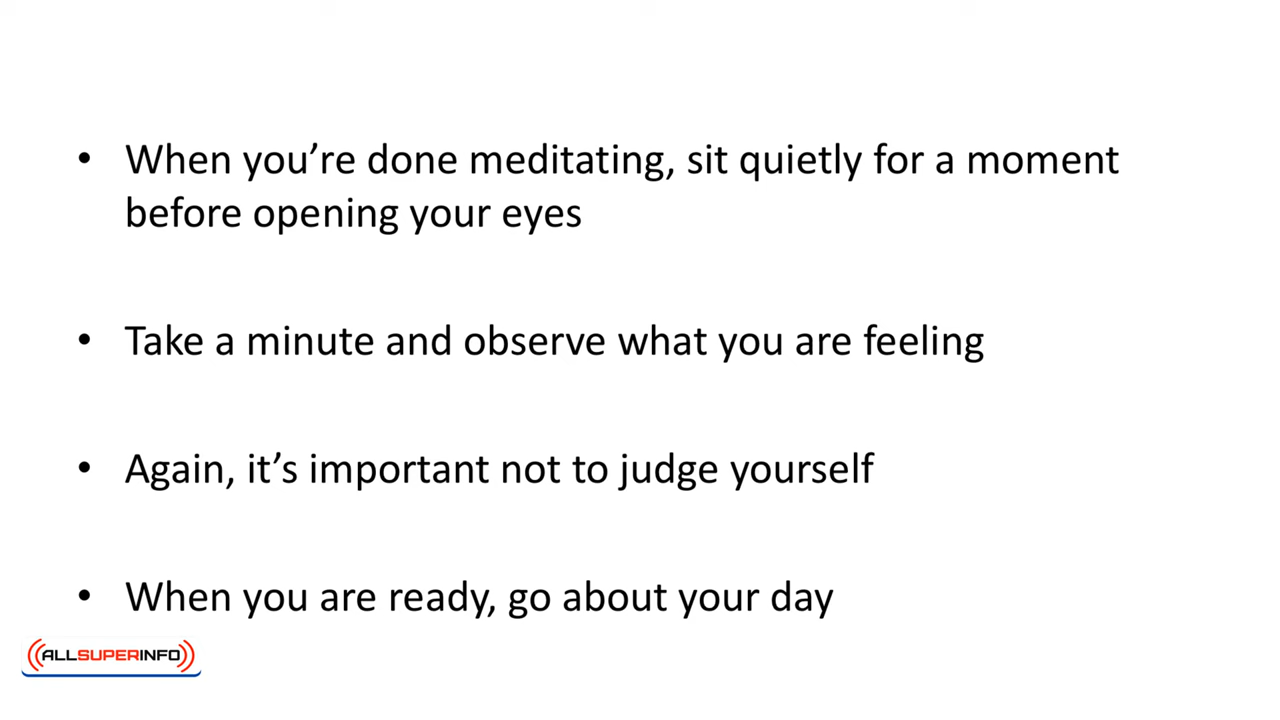 • When you’re done meditating, sit quietly for a moment
before opening your eyes
• Take a minute and observe what you are feeling
• Again, it’s important not to judge yourself
• When you are ready, go about your day
ALLSUPERINFO